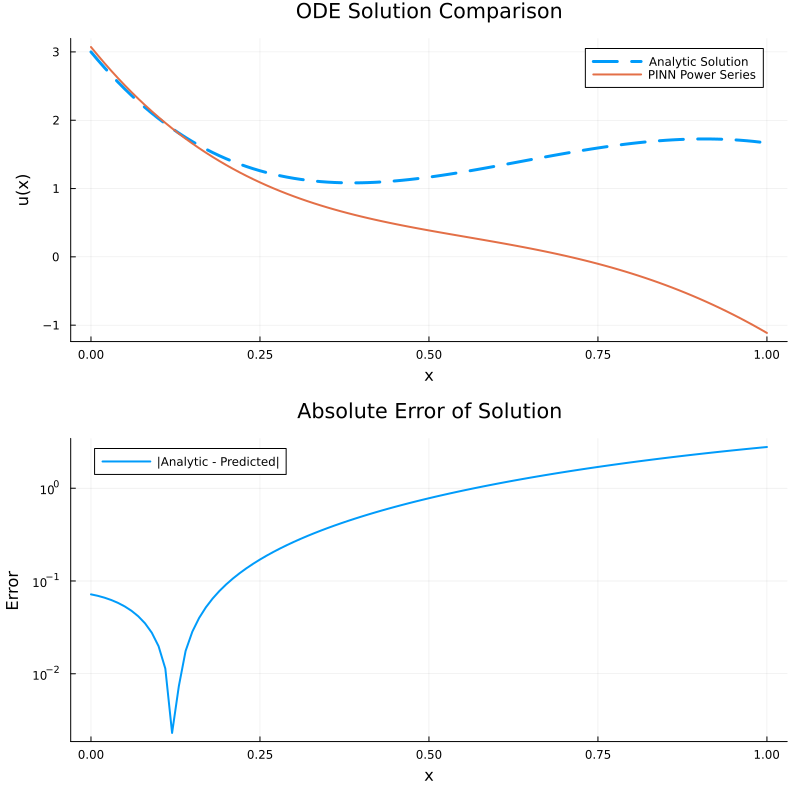 ODE Solution Comparison
Analytic Solution
PINN Power Series
3
2
1
0
−1
u(x)
0.00 0.25 0.50 0.75 1.00
x
Absolute Error of Solution
|Analytic - Predicted|
10⁰
10⁻¹
10⁻²
Error
0.00 0.25 0.50 0.75 1.00
x